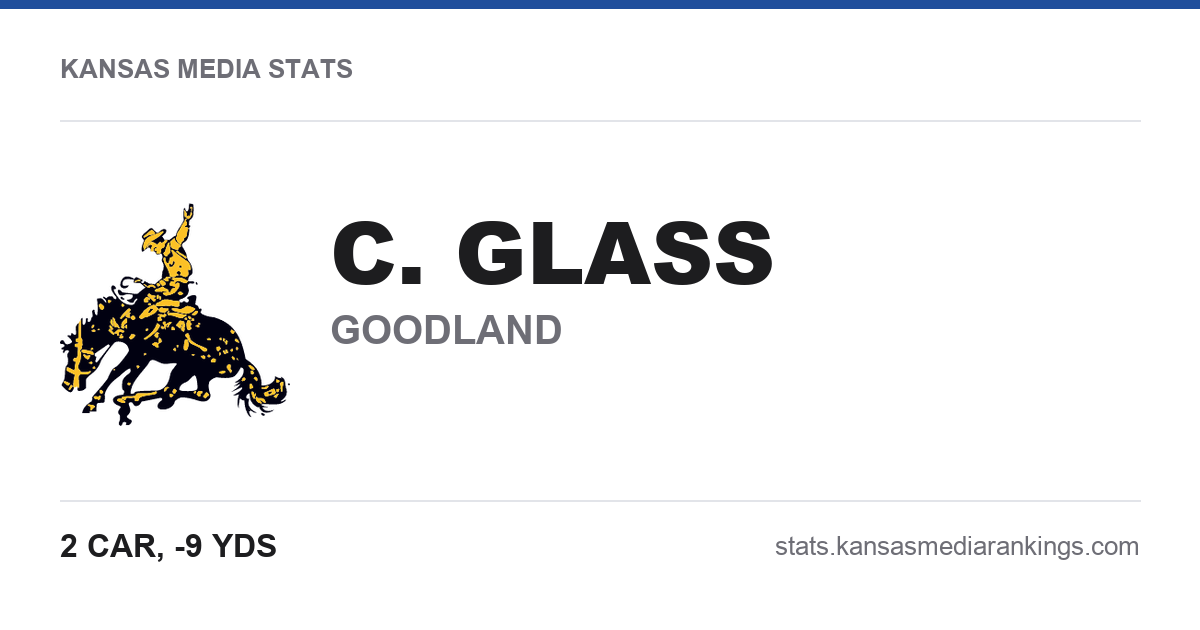 KANSAS MEDIA STATS
C. GLASS
GOODLAND
2 CAR, -9 YDS
stats.kansasmediarankings.com